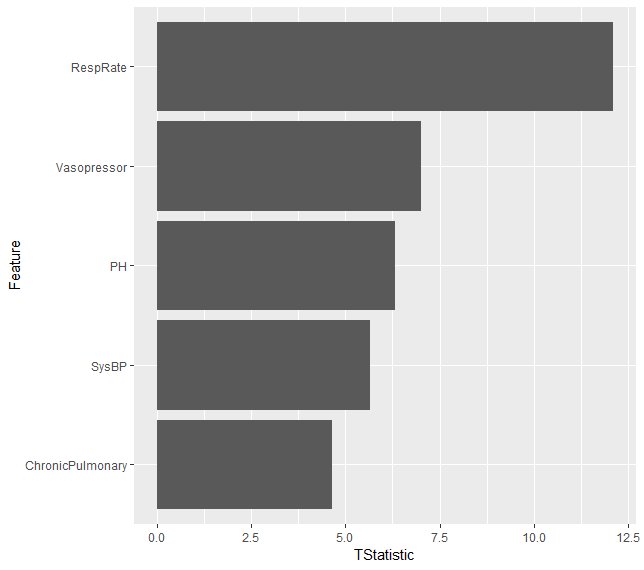 RespRate
Vasopressor
PH
SysBP
ChronicPulmonary
Feature
0.0 2.5 5.0 7.5 10.0 12.5
TStatistic